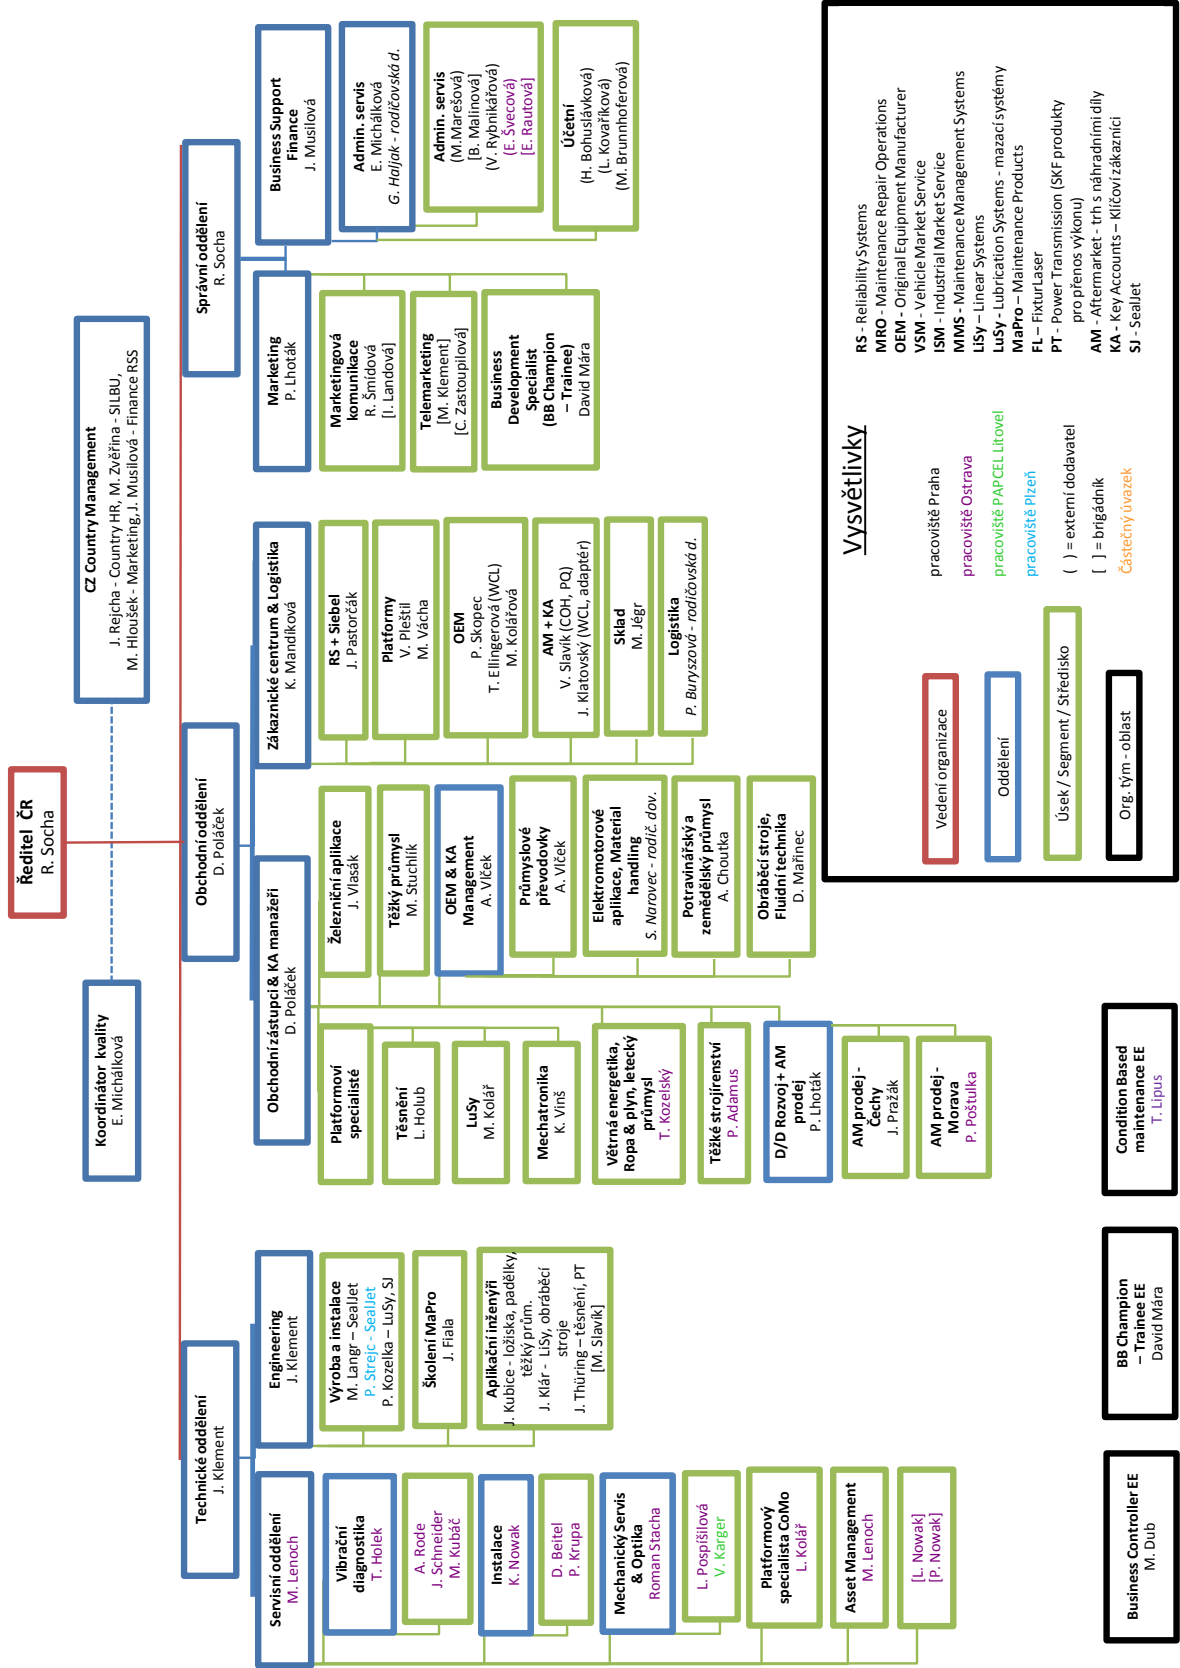 Ředitel ČR
R. Socha
Koordinátor kvality
E. Michálková
CZ Country Management
J. Rejcha - Country HR, M. Zvěřina - SILBU,
M. Hloušek - Marketing, J. Musilová - Finance RSS
Technické oddělení
J. Klement
Obchodní oddělení
D. Poláček
Správní oddělení
R. Socha
Servisní oddělení
M. Lenoch
Engineering
J. Klement
Obchodní zástupci & KA manažeři
D. Poláček
Zákaznické centrum & Logistika
K. Mandíková
Marketing
P. Lhoták
Business Support
Finance
J. Musilová
Vibrační
diagnostika
T. Holek
A. Rode
J. Schneider
M. Kubáč
Instalace
K. Nowak
D. Beitel
P. Krupa
Mechanický Servis
& Optika
Roman Stacha
L. Pospíšilová
V. Karger
Platformový
specialista CoMo
L. Kolář
Asset Management
M. Lenoch
[L. Nowak]
[P. Nowak]
Výroba a instalace
M. Langr – SealJet
P. Strejc - SealJet
P. Kozelka – LuSy, SJ
Školení MaPro
J. Fiala
Aplikační inženýři
J. Kubice - ložiska, padělky,
těžký prům.
J. Klár - LiSy, obráběcí
stroje
J. Thüring – těsnění, PT
[M. Slavík]
Platformoví
specialisté
Těsnění
L. Holub
LuSy
M. Kolář
Mechatronika
K. Vinš
Větrná energetika,
Ropa & plyn, letecký
průmysl
T. Kozelský
Těžké strojírenství
P. Adamus
D/D Rozvoj + AM
prodej
P. Lhoták
AM prodej -
Čechy
J. Pražák
AM prodej -
Morava
P. Poštulka
Železniční aplikace
J. Vlasák
Těžký průmysl
M. Stuchlík
OEM & KA
Management
A. Vlček
Průmyslové
převodovky
A. Vlček
Elektromotorové
aplikace, Material
handling
S. Narovec - rodič. dov.
Potravinářský a
zemědělský průmysl
A. Choutka
Obráběcí stroje,
Fluidní technika
D. Mařinec
RS + Siebel
J. Pastorčák
Platformy
V. Pleštil
M. Vácha
OEM
P. Skopec
T. Ellingerová (WCL)
M. Kolářová
AM + KA
V. Slavík (COH, PQ)
J. Klatovský (WCL, adaptér)
Sklad
M. Jégr
Logistika
P. Buryszová - rodičovská d.
Marketingová
komunikace
R. Šmídová
[I. Landová]
Telemarketing
[M. Klement]
[C. Zastoupilová]
Business
Development
Specialist
(BB Champion
– Trainee)
David Mára
Admin. servis
E. Michálková
G. Haljak - rodičovská d.
Admin. servis
(M.Marešová)
[B. Malinová]
(V. Rybnikářová)
(E. Švecová)
[E. Rautová]
Účetní
(H. Bohuslávková)
(L. Kovaříková)
(M. Brunnhoferová)
Business Controller EE
M. Dub
BB Champion
– Trainee EE
David Mára
Condition Based
maintenance EE
T. Lipus
Vysvětlivky
Vedení organizace
Oddělení
Úsek / Segment / Středisko
Org. tým - oblast
pracoviště Praha
pracoviště Ostrava
pracoviště PAPCEL Litovel
pracoviště Plzeň
( ) = externí dodavatel
[ ] = brigádník
Částečný úvazek
RS - Reliability Systems
MRO - Maintenance Repair Operations
OEM - Original Equipment Manufacturer
VSM – Vehicle Market Service
ISM - Industrial Market Service
MMS - Maintenance Management Systems
LiSy – Linear Systems
LuSy - Lubrication Systems - mazací systémy
MaPro – Maintenance Products
FL – FixturLaser
PT - Power Transmission (SKF produkty
pro přenos výkonu)
AM - Aftermarket - trh s náhradními díly
KA - Key Accounts – Klíčoví zákazníci
SJ - SealJet